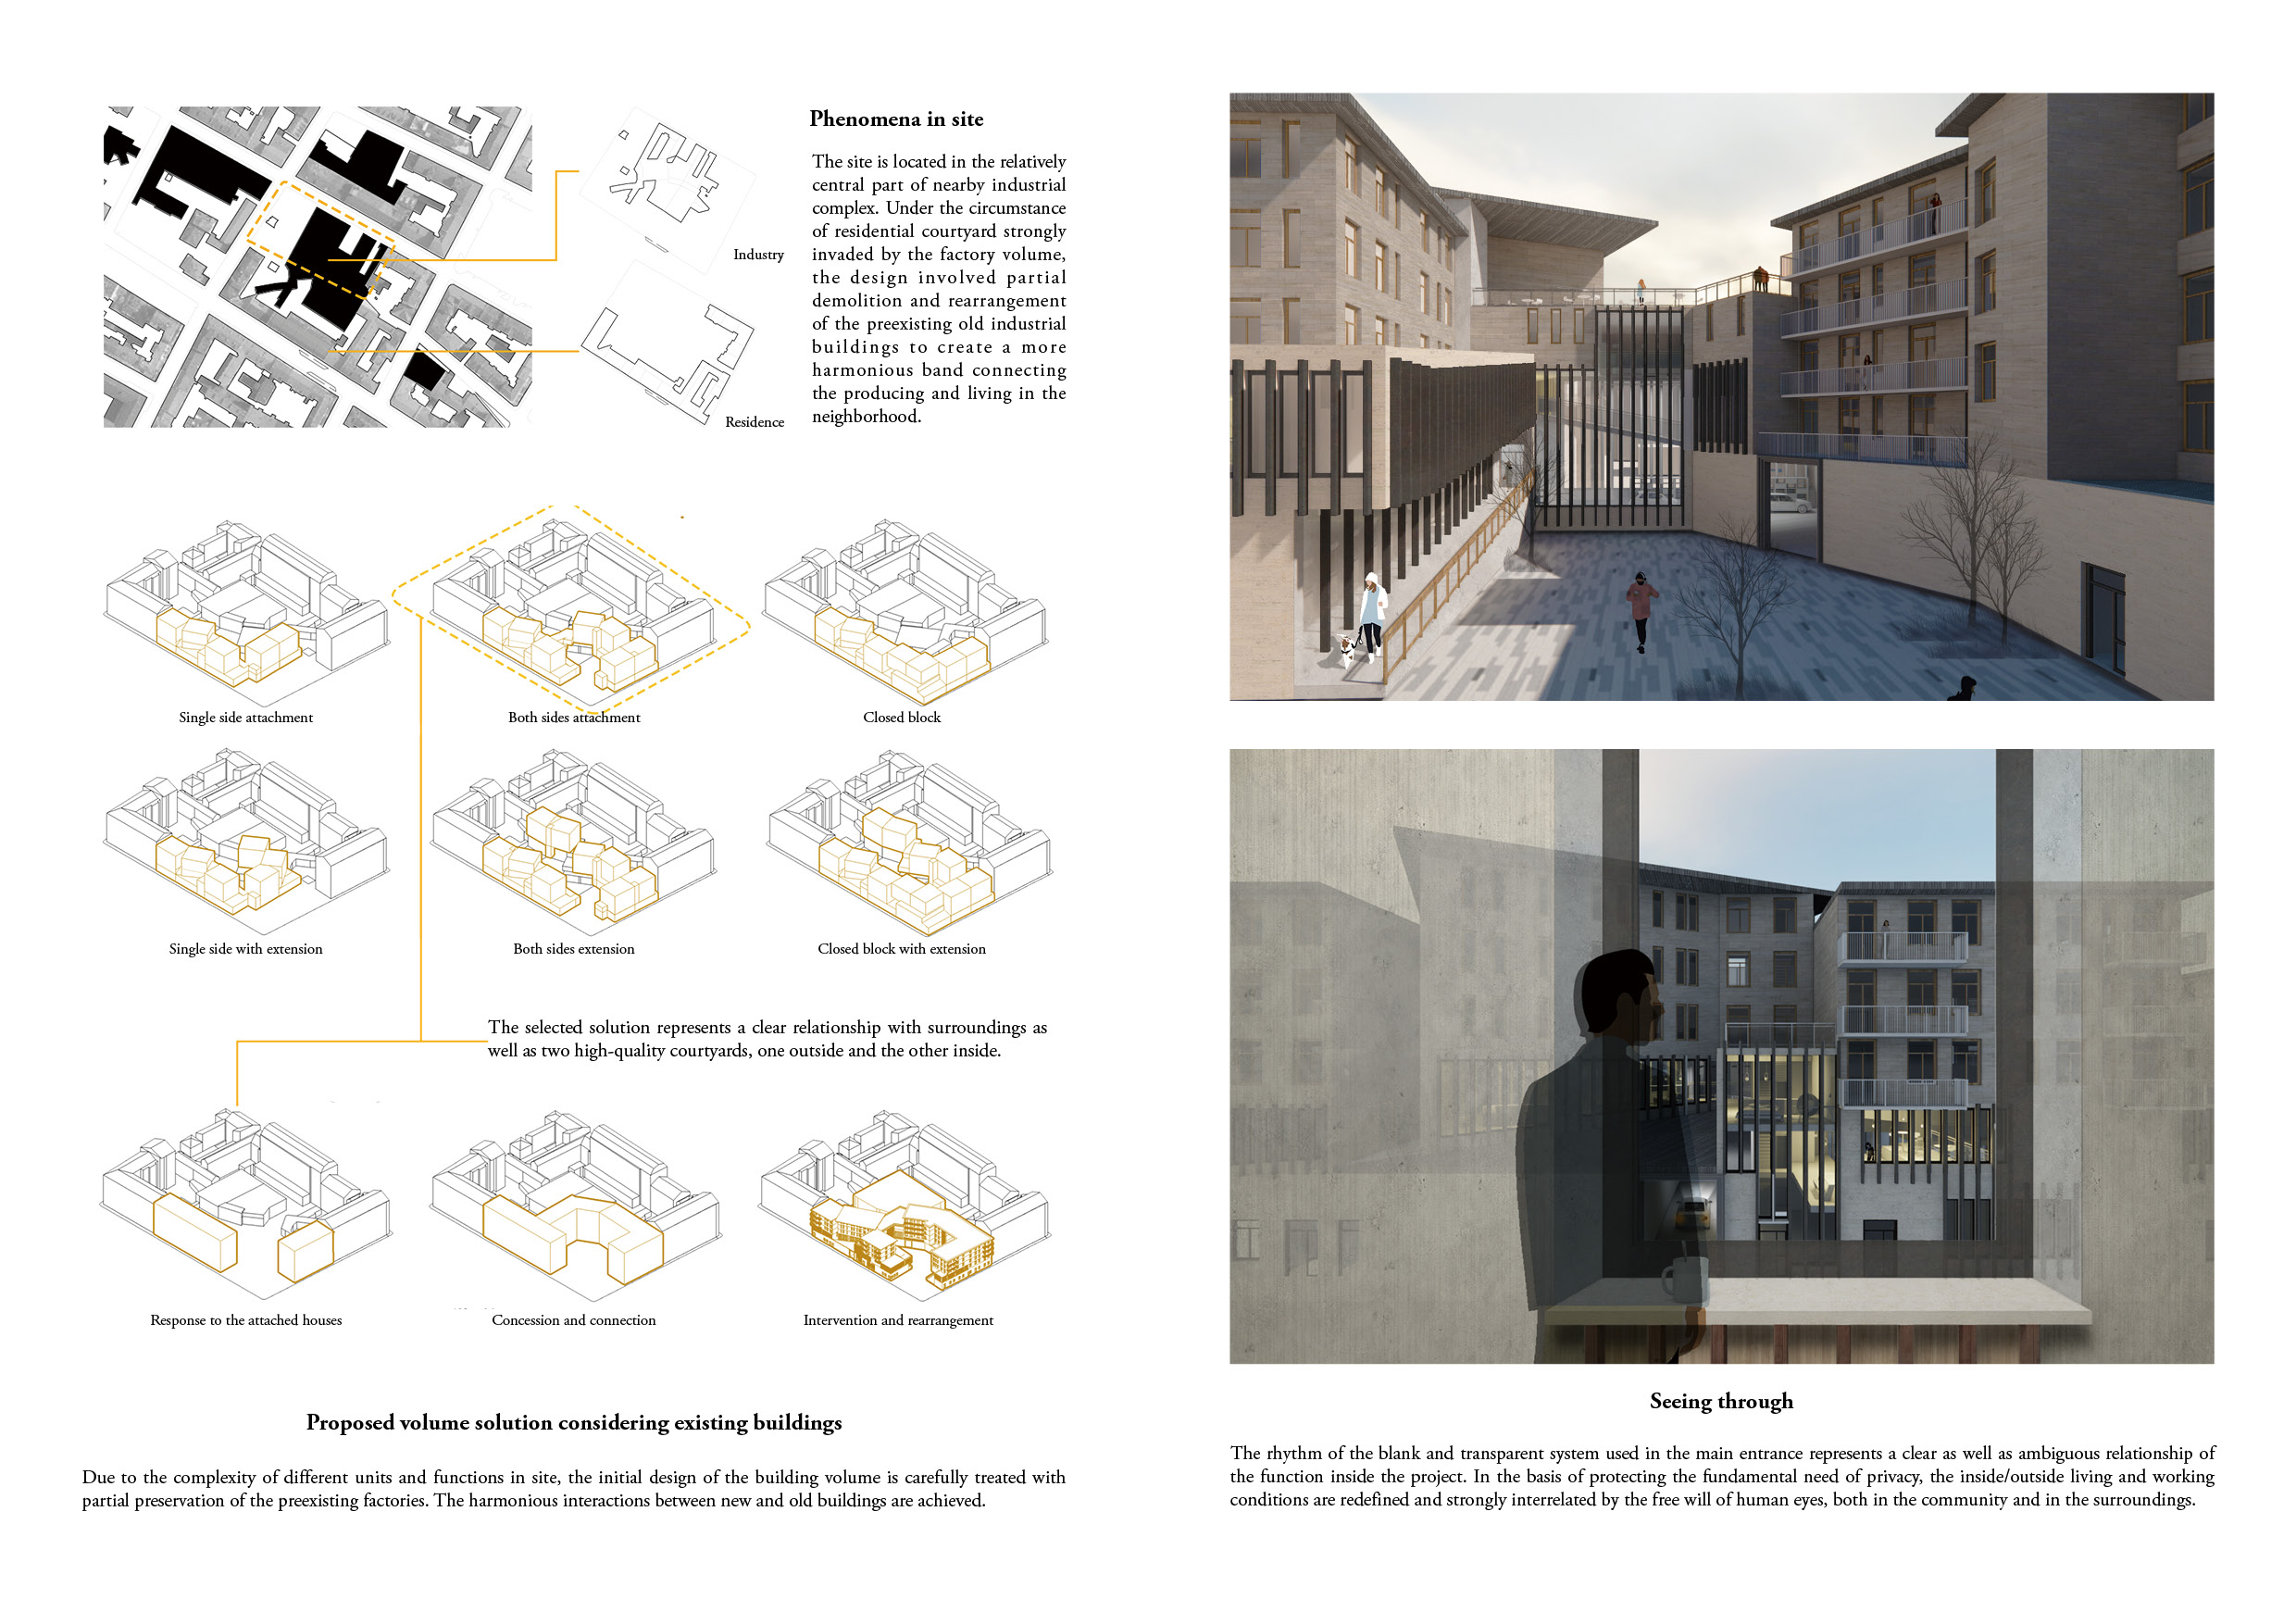 Phenomena in site
The site is located in the relatively
central part of nearby industrial
complex. Under the circumstance
of residential courtyard strongly
invaded by the factory volume,
the design involved partial
demolition and rearrangement
of the preexisting old industrial
buildings to create a more
harmonious band connecting
the producing and living in the
neighborhood.
Industry
Residence
Single side attachment
Both sides attachment
Closed block
Single side with extension
Both sides extension
Closed block with extension
The selected solution represents a clear relationship with surroundings as
well as two high-quality courtyards, one outside and the other inside.
Response to the attached houses
Concession and connection
Intervention and rearrangement
Proposed volume solution considering existing buildings
Due to the complexity of different units and functions in site, the initial design of the building volume is carefully treated with
partial preservation of the preexisting factories. The harmonious interactions between new and old buildings are achieved.
Seeing through
The rhythm of the blank and transparent system used in the main entrance represents a clear as well as ambiguous relationship of
the function inside the project. In the basis of protecting the fundamental need of privacy, the inside/outside living and working
conditions are redefined and strongly interrelated by the free will of human eyes, both in the community and in the surroundings.